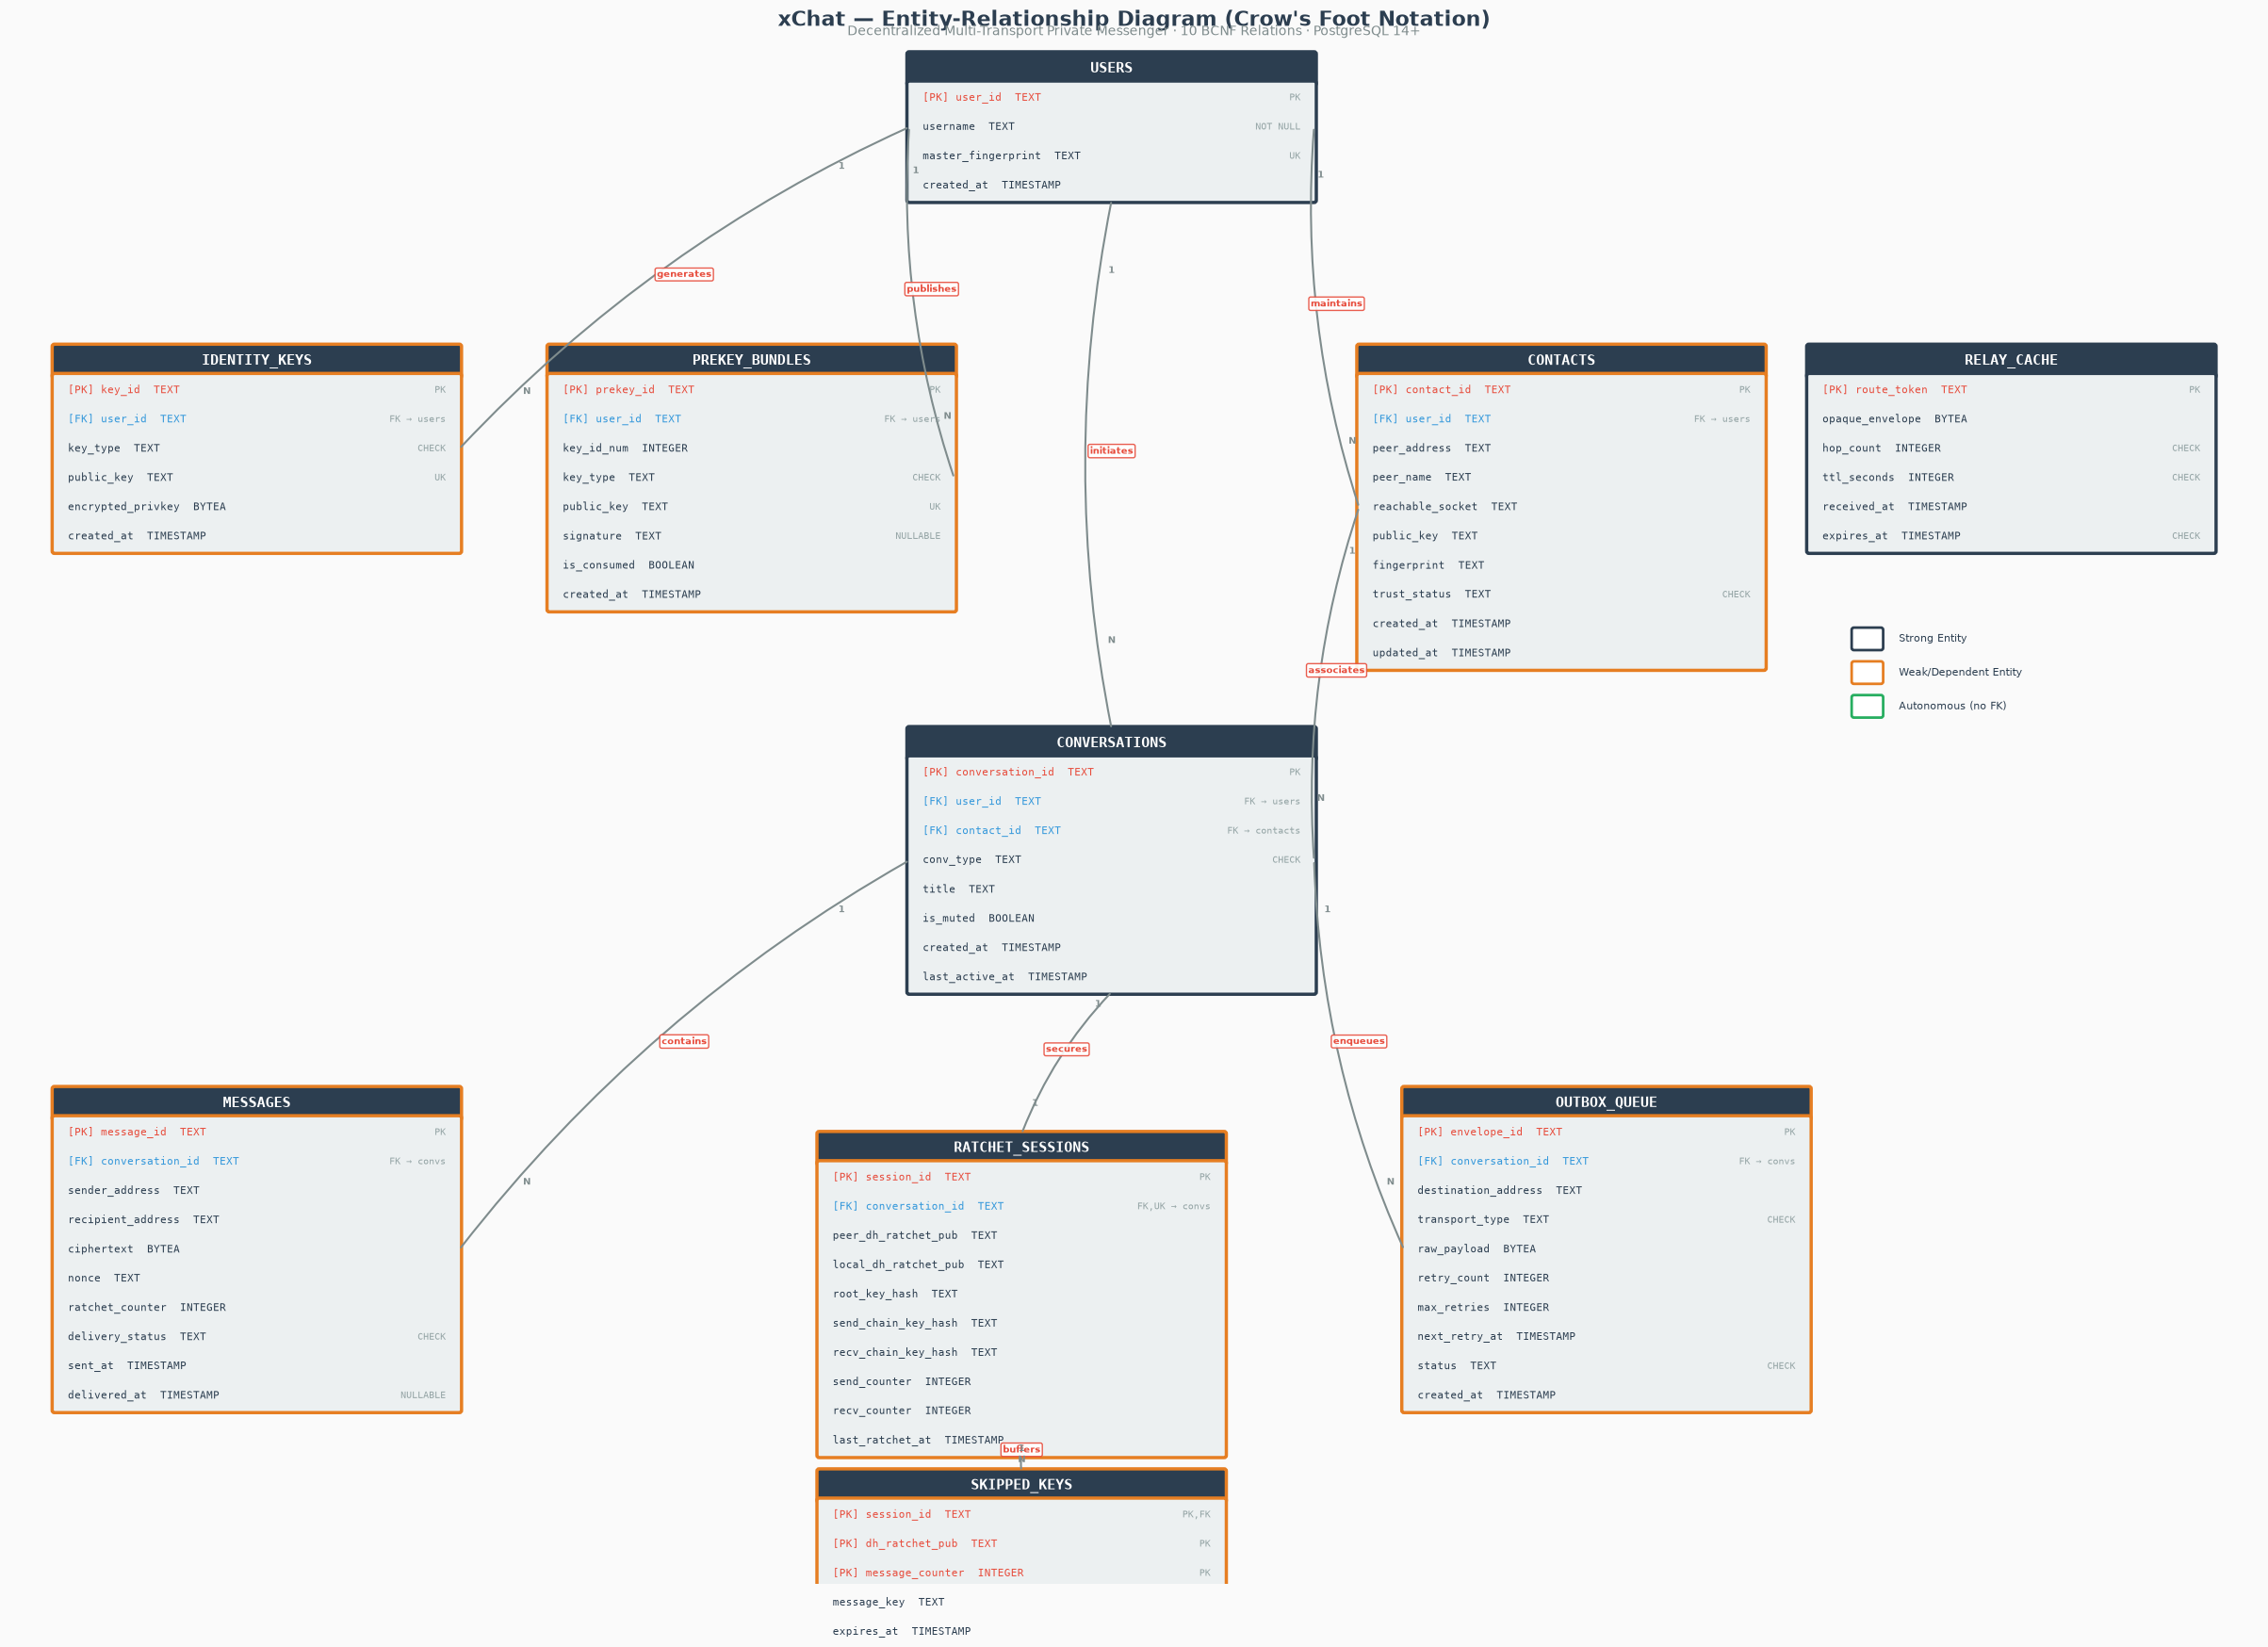 xChat — Entity-Relationship Diagram (Crow's Foot Notation)
Decentralized Multi-Transport Private Messenger · 10 BCNF Relations · PostgreSQL 14+
USERS
[PK] user_id TEXT PK
username TEXT NOT NULL
master_fingerprint TEXT UK
created_at TIMESTAMP
1
1
1
1
generates
publishes
maintains
initiates
IDENTITY_KEYS
[PK] key_id TEXT PK
[FK] user_id TEXT FK → users
key_type TEXT CHECK
public_key TEXT UK
encrypted_privkey BYTEA
created_at TIMESTAMP
N
PREKEY_BUNDLES
[PK] prekey_id TEXT PK
[FK] user_id TEXT FK → users
key_id_num INTEGER
key_type TEXT CHECK
public_key TEXT UK
signature TEXT NULLABLE
is_consumed BOOLEAN
created_at TIMESTAMP
N
N
CONTACTS
[PK] contact_id TEXT PK
[FK] user_id TEXT FK → users
peer_address TEXT
peer_name TEXT
reachable_socket TEXT
public_key TEXT
fingerprint TEXT
trust_status TEXT CHECK
created_at TIMESTAMP
updated_at TIMESTAMP
N
1
associates
RELAY_CACHE
[PK] route_token TEXT PK
opaque_envelope BYTEA
hop_count INTEGER CHECK
ttl_seconds INTEGER CHECK
received_at TIMESTAMP
expires_at TIMESTAMP CHECK
Strong Entity
Weak/Dependent Entity
Autonomous (no FK)
CONVERSATIONS
[PK] conversation_id TEXT PK
[FK] user_id TEXT FK → users
[FK] contact_id TEXT FK → contacts
conv_type TEXT CHECK
title TEXT
is_muted BOOLEAN
created_at TIMESTAMP
last_active_at TIMESTAMP
N
1
1
1
contains
secures
enqueues
1
MESSAGES
[PK] message_id TEXT PK
[FK] conversation_id TEXT FK → convs
sender_address TEXT
recipient_address TEXT
ciphertext BYTEA
nonce TEXT
ratchet_counter INTEGER
delivery_status TEXT CHECK
sent_at TIMESTAMP
delivered_at TIMESTAMP NULLABLE
N
RATCHET_SESSIONS
[PK] session_id TEXT PK
[FK] conversation_id TEXT FK,UK → convs
peer_dh_ratchet_pub TEXT
local_dh_ratchet_pub TEXT
root_key_hash TEXT
send_chain_key_hash TEXT
recv_chain_key_hash TEXT
send_counter INTEGER
recv_counter INTEGER
last_ratchet_at TIMESTAMP
N
OUTBOX_QUEUE
[PK] envelope_id TEXT PK
[FK] conversation_id TEXT FK → convs
destination_address TEXT
transport_type TEXT CHECK
raw_payload BYTEA
retry_count INTEGER
max_retries INTEGER
next_retry_at TIMESTAMP
status TEXT CHECK
created_at TIMESTAMP
buffers
SKIPPED_KEYS
[PK] session_id TEXT PK,FK
[PK] dh_ratchet_pub TEXT PK
[PK] message_counter INTEGER PK
message_key TEXT
expires_at TIMESTAMP